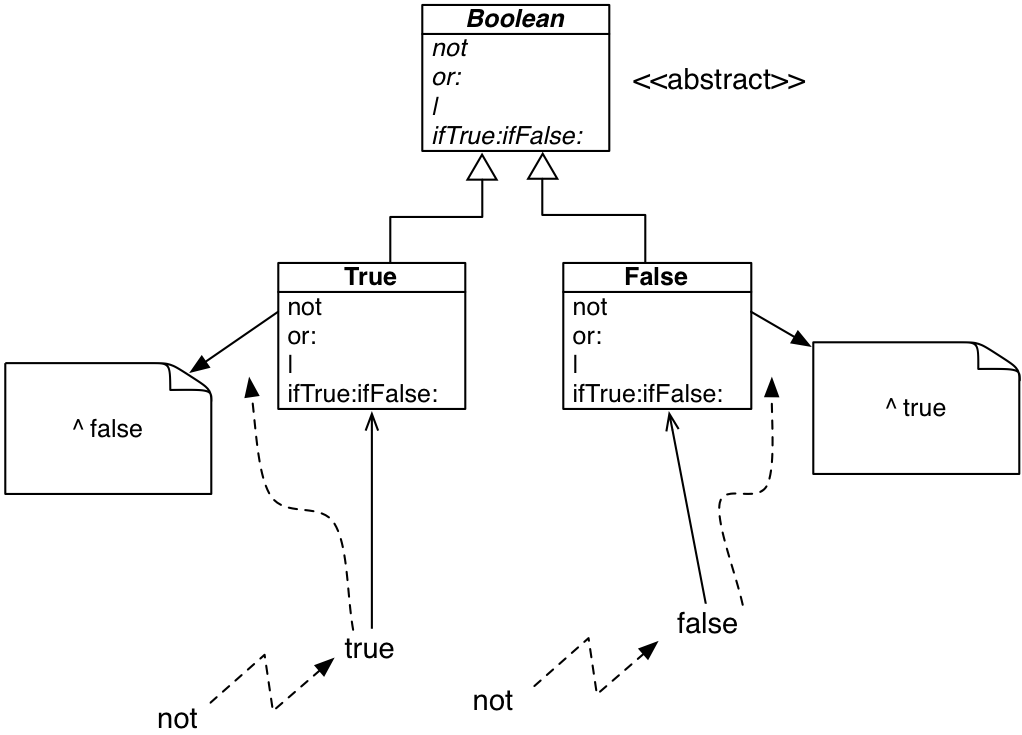 Boolean
not
or:
|
ifTrue:ifFalse:
<<abstract>>
True
not
or:
|
ifTrue:ifFalse:
False
not
or:
|
ifTrue:ifFalse:
^ false
^ true
true
false
not
not